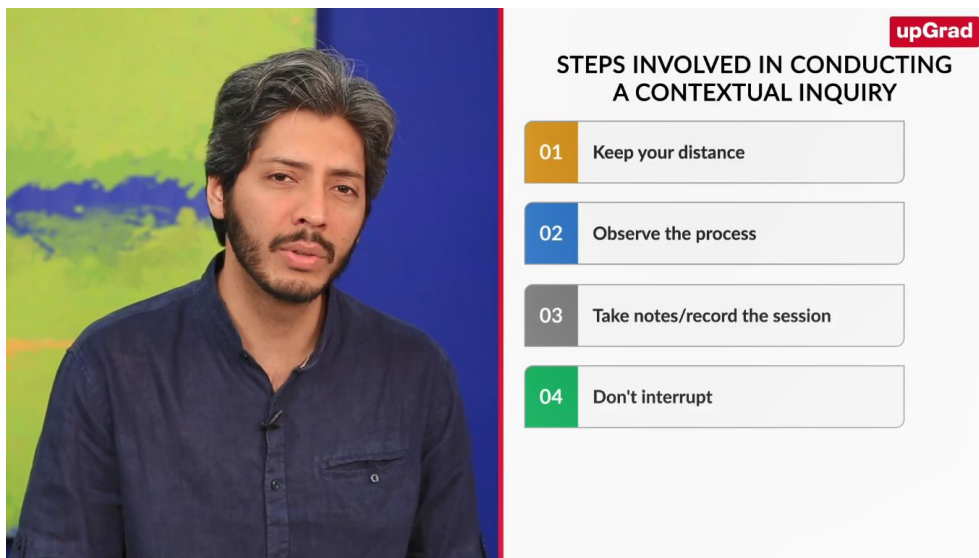 upGrad
STEPS INVOLVED IN CONDUCTING
A CONTEXTUAL INQUIRY
01 Keep your distance
02 Observe the process
03 Take notes/record the session
04 Don't interrupt